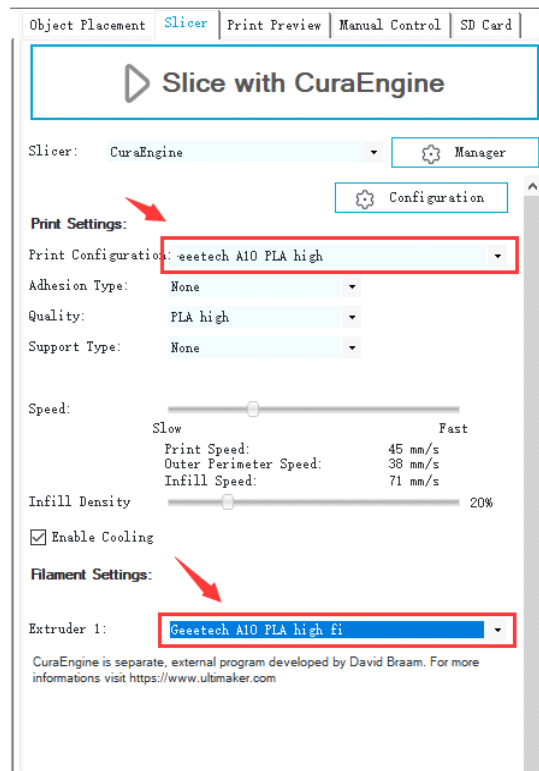 Object Placement Slicer Print Preview Manual Control SD Card
Slice with CuraEngine
Slicer: CuraEngine Manager
Configuration
Print Settings:
Print Configuration: eeetech A10 PLA high
Adhesion Type: None
Quality: PLA high
Support Type: None
Speed:
Slow Fast
Print Speed: 45 mm/s
Outer Perimeter Speed: 38 mm/s
Infill Speed: 71 mm/s
Infill Density 20%
Enable Cooling
Filament Settings:
Extruder 1: Geeetech A10 PLA high fi
CuraEngine is separate, external program developed by David Braam. For more
informations visit https://www.ultimaker.com